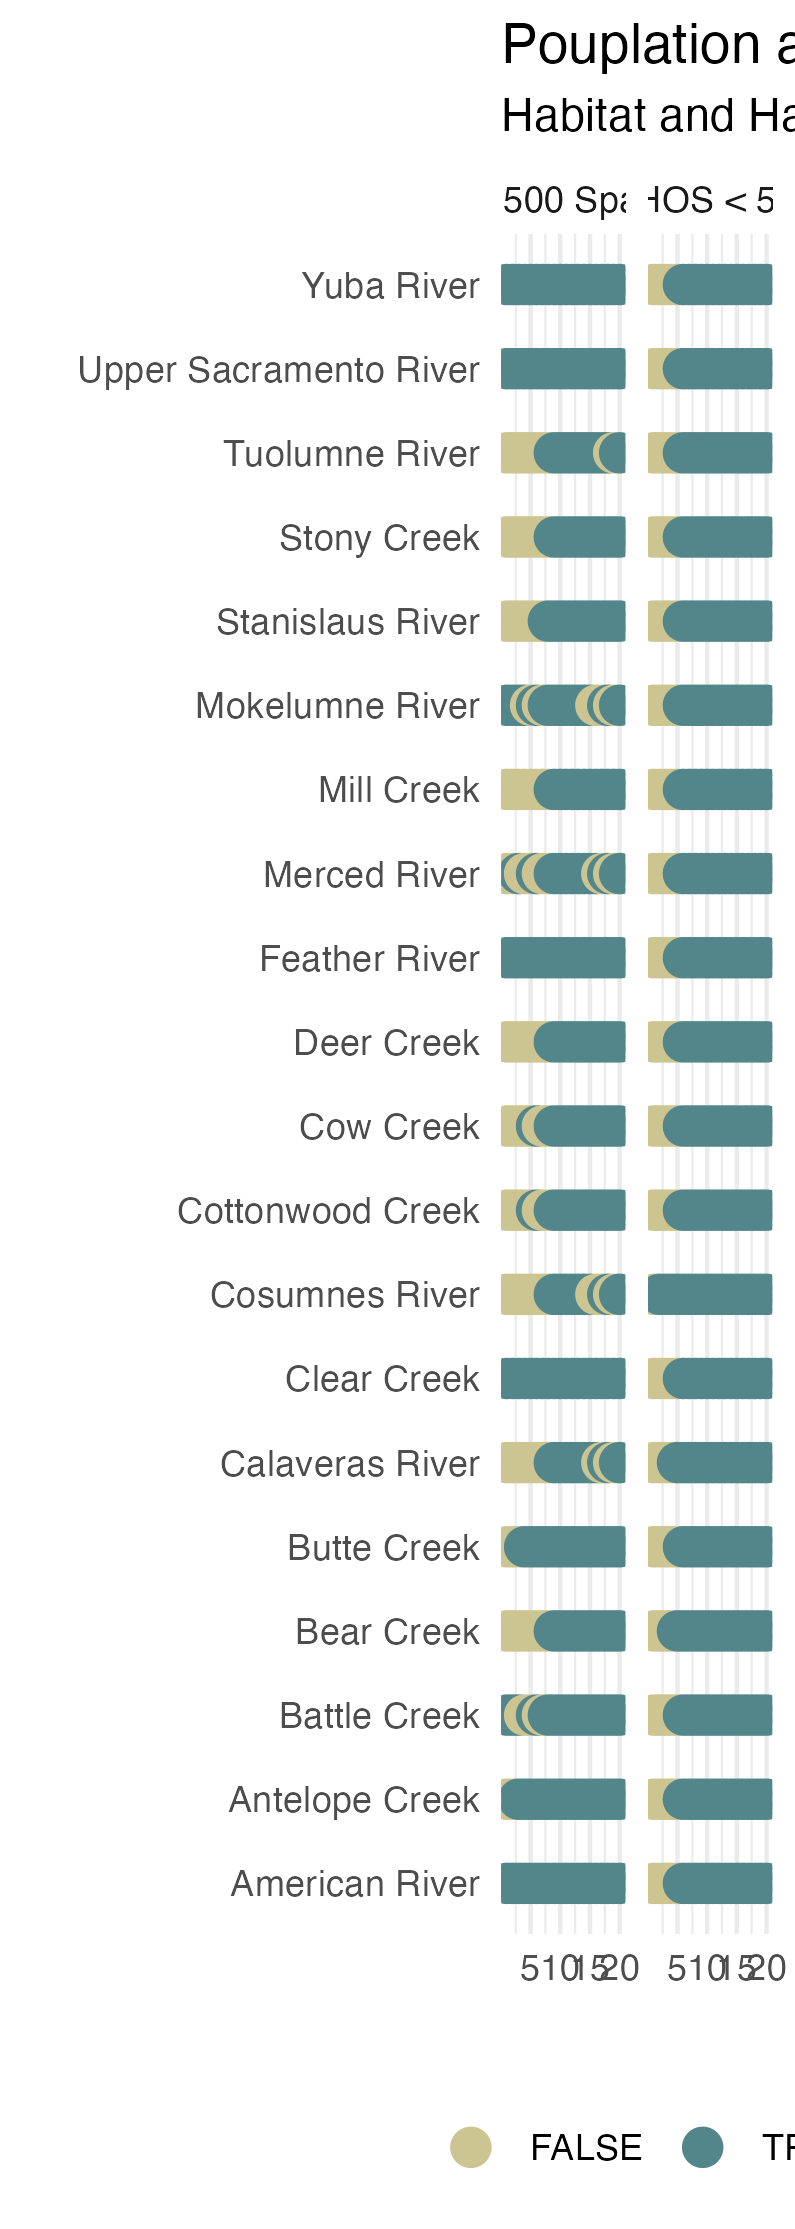 Pouplation a
Habitat and Ha
500 Spa HOS < 5
Yuba River
Upper Sacramento River
Tuolumne River
Stony Creek
Stanislaus River
Mokelumne River
Mill Creek
Merced River
Feather River
Deer Creek
Cow Creek
Cottonwood Creek
Cosumnes River
Clear Creek
Calaveras River
Butte Creek
Bear Creek
Battle Creek
Antelope Creek
American River
5 10 15 20 5 10 15 20
FALSE TR